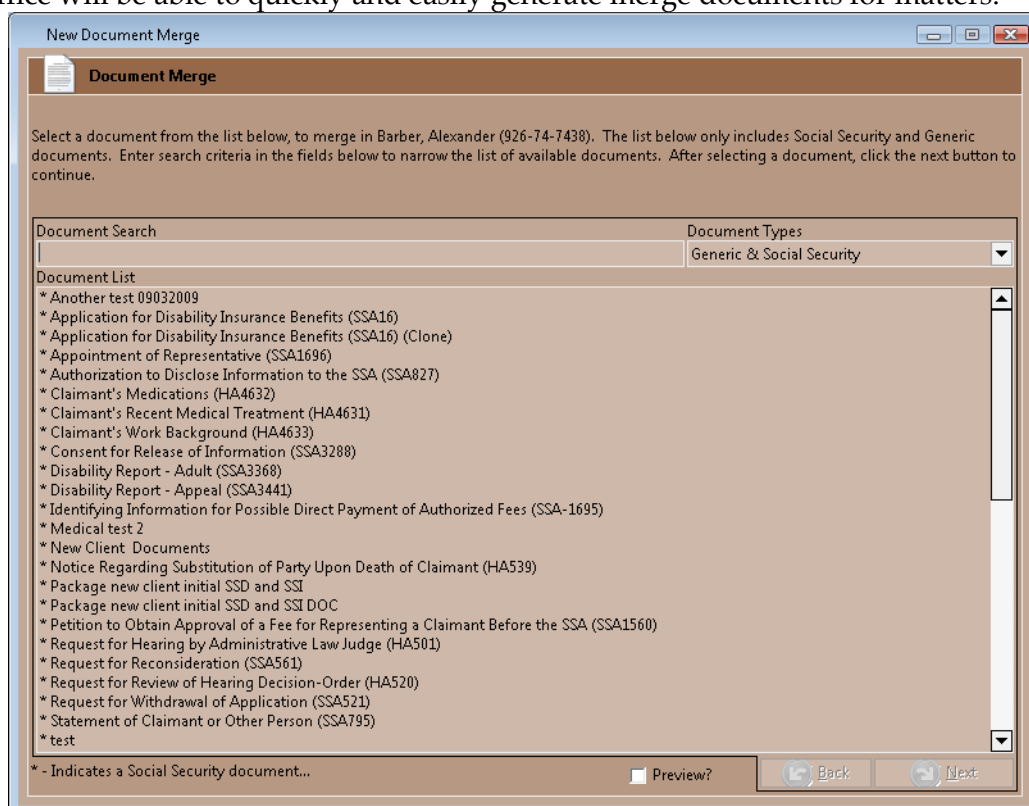 fice will be able to quickly and easily generate merge documents for matters.
New Document Merge
Document Merge
Select a document from the list below, to merge in Barber, Alexander (926-74-7438). The list below only includes Social Security and Generic
documents. Enter search criteria in the fields below to narrow the list of available documents. After selecting a document, click the next button to
continue.
Document Search
Document Types
Generic & Social Security
Document List
* Another test 09032009
* Application for Disability Insurance Benefits (SSA16)
* Application for Disability Insurance Benefits (SSA16) (Clone)
* Appointment of Representative (SSA1696)
* Authorization to Disclose Information to the SSA (SSA827)
* Claimant's Medications (HA4632)
* Claimant's Recent Medical Treatment (HA4631)
* Claimant's Work Background (HA4633)
* Consent for Release of Information (SSA3288)
* Disability Report - Adult (SSA3368)
* Disability Report - Appeal (SSA3441)
* Identifying Information for Possible Direct Payment of Authorized Fees (SSA-1695)
* Medical test 2
* New Client Documents
* Notice Regarding Substitution of Party Upon Death of Claimant (HA539)
* Package new client initial SSD and SSI
* Package new client initial SSD and SSI DOC
* Petition to Obtain Approval of a Fee for Representing a Claimant Before the SSA (SSA1560)
* Request for Hearing by Administrative Law Judge (HA501)
* Request for Reconsideration (SSA561)
* Request for Review of Hearing Decision-Order (HA520)
* Request for Withdrawal of Application (SSA521)
* Statement of Claimant or Other Person (SSA795)
* test
* - Indicates a Social Security document...
Preview?
Back
Next